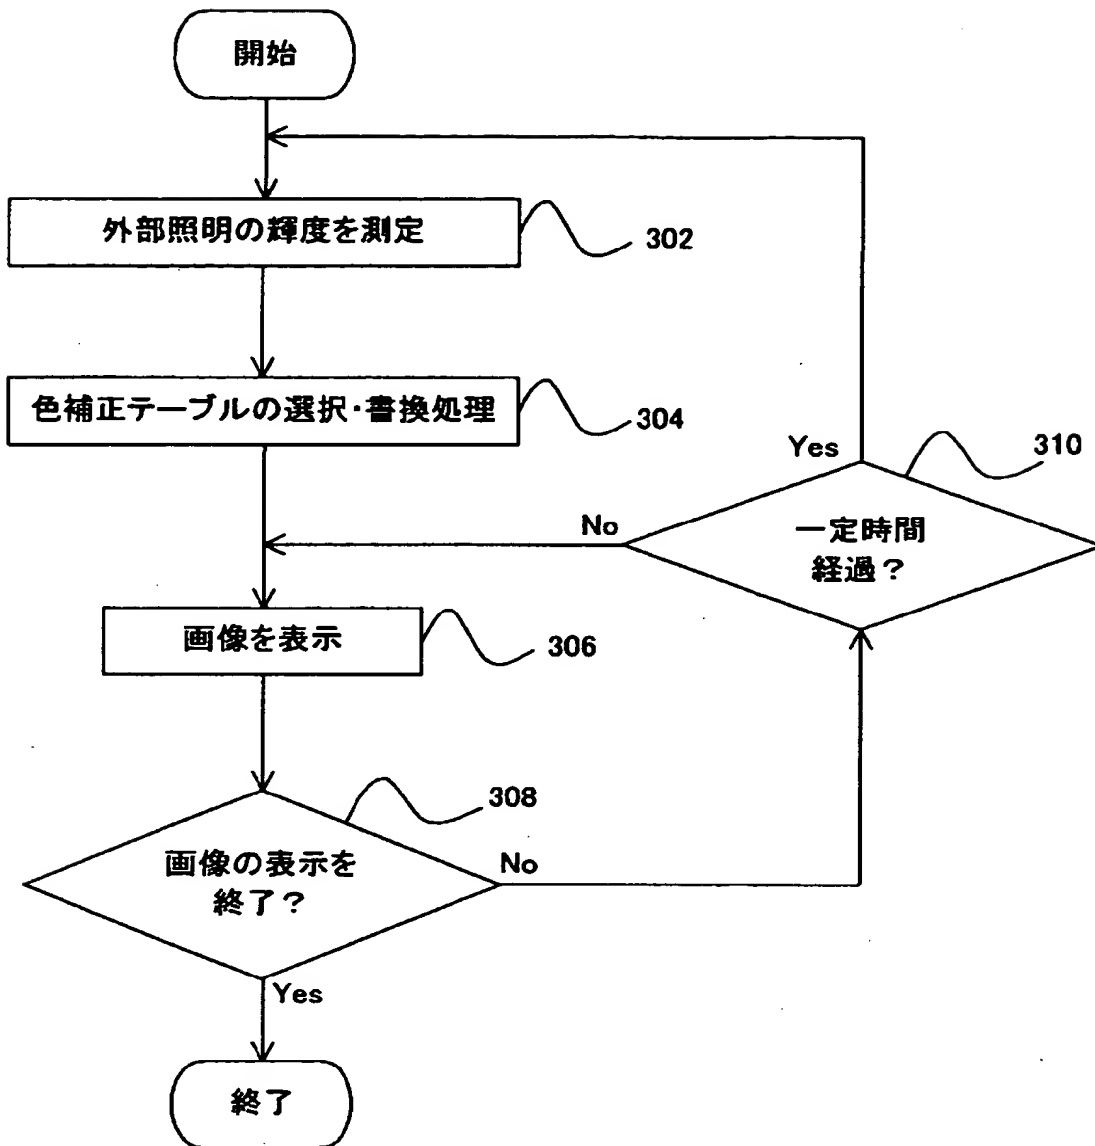 開始
外部照明の輝度を測定
302
色補正テーブルの選択・書換処理
304
Yes
310
No
一定時間
経過？
画像を表示
306
308
画像の表示を
終了？
No
Yes
終了